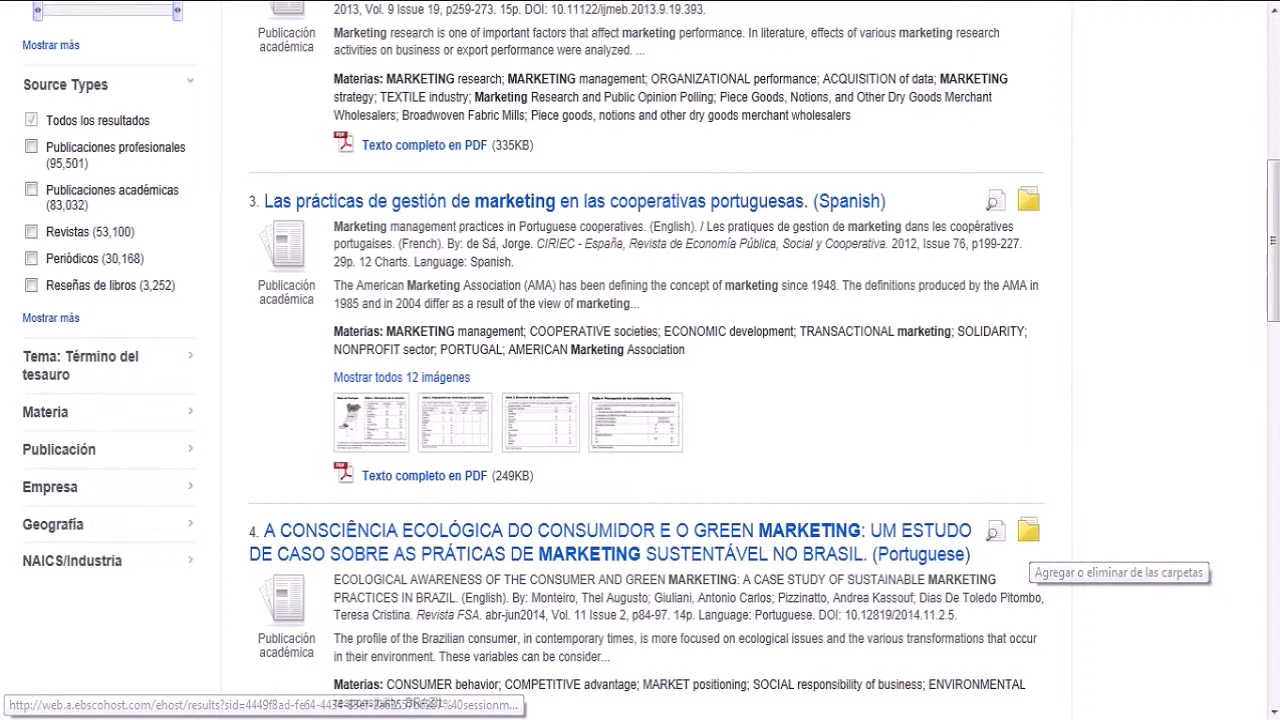 Mostrar más
Source Types
Todos los resultados
Publicaciones profesionales
(95,501)
Publicaciones académicas
(83,032)
Revistas (53,100)
Periódicos (30,168)
Reseñas de libros (3,252)
Mostrar más
Tema: Término del
tesauro
Materia
Publicación
Empresa
Geografía
NAICS/Industria
2013, Vol. 9 Issue 19, p259-273. 15p. DOI: 10.11122/ijmeb.2013.9.19.393.
Publicación
académica
Marketing research is one of important factors that affect marketing performance. In literature, effects of various marketing research
activities on business or export performance were analyzed. ...
Materias: MARKETING research; MARKETING management; ORGANIZATIONAL performance; ACQUISITION of data; MARKETING
strategy; TEXTILE industry; Marketing Research and Public Opinion Polling; Piece Goods, Notions, and Other Dry Goods Merchant
Wholesalers; Broadwoven Fabric Mills; Piece goods, notions and other dry goods merchant wholesalers
PDF Texto completo en PDF (335KB)
3. Las prácticas de gestión de marketing en las cooperativas portuguesas. (Spanish)
Publicación
académica
Marketing management practices in Portuguese cooperatives. (English). / Les pratiques de gestion de marketing dans les coopératives
portugaises. (French). By: de Sá, Jorge. CIRIEC - España, Revista de Economía Pública, Social y Cooperativa. 2012, Issue 76, p199-227.
29p. 12 Charts. Language: Spanish.
The American Marketing Association (AMA) has been defining the concept of marketing since 1948. The definitions produced by the AMA in
1985 and in 2004 differ as a result of the view of marketing...
Materias: MARKETING management; COOPERATIVE societies; ECONOMIC development; TRANSACTIONAL marketing; SOLIDARITY;
NONPROFIT sector; PORTUGAL; AMERICAN Marketing Association
Mostrar todos 12 imágenes
PDF Texto completo en PDF (249KB)
4. A CONSCIÊNCIA ECOLÓGICA DO CONSUMIDOR E O GREEN MARKETING: UM ESTUDO
DE CASO SOBRE AS PRÁTICAS DE MARKETING SUSTENTÁVEL NO BRASIL. (Portuguese)
Agregar o eliminar de las carpetas
Publicación
académica
ECOLOGICAL AWARENESS OF THE CONSUMER AND GREEN MARKETING: A CASE STUDY OF SUSTAINABLE MARKETING
PRACTICES IN BRAZIL. (English). By: Monteiro, Thel Augusto; Giuliani, Antonio Carlos; Pizzinatto, Andrea Kassouf; Dias De Toledo Pitombo,
Teresa Cristina. Revista FSA. abr-jun2014, Vol. 11 Issue 2, p84-97. 14p. Language: Portuguese. DOI: 10.12819/2014.11.2.5.
The profile of the Brazilian consumer, in contemporary times, is more focused on ecological issues and the various transformations that occur
in their environment. These variables can be consider...
Materias: CONSUMER behavior; COMPETITIVE advantage; MARKET positioning; SOCIAL responsibility of business; ENVIRONMENTAL